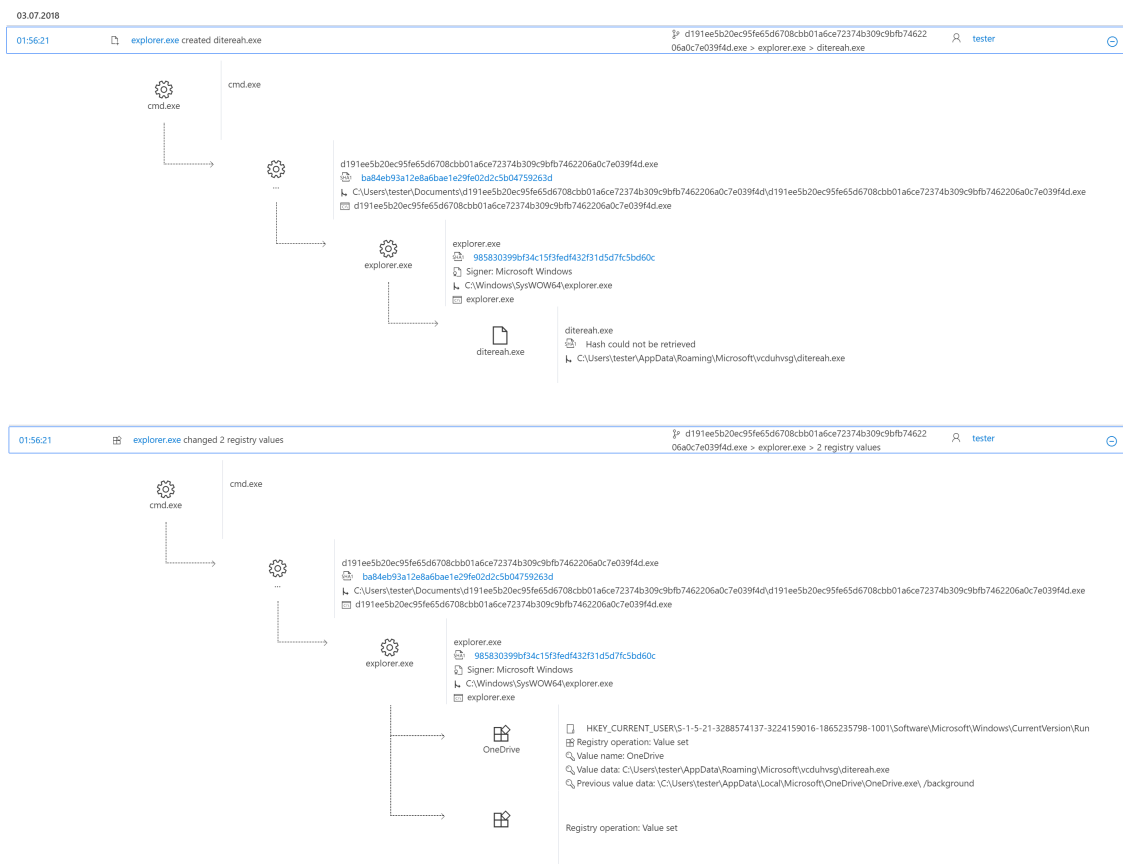 03.07.2018
01:56:21
explorer.exe created ditereah.exe
d191ee5b20ec95fe65d6708cbb01a6ce72374b309c9bfb74622
06a0c7e039f4d.exe > explorer.exe > ditereah.exe
tester
cmd.exe
cmd.exe
...
d191ee5b20ec95fe65d6708cbb01a6ce72374b309c9bfb7462206a0c7e039f4d.exe
ba84eb93a12e8a6bae1e29fe02d2c5b04759263d
C:\Users\tester\Documents\d191ee5b20ec95fe65d6708cbb01a6ce72374b309c9bfb7462206a0c7e039f4d\d191ee5b20ec95fe65d6708cbb01a6ce72374b309c9bfb7462206a0c7e039f4d.exe
d191ee5b20ec95fe65d6708cbb01a6ce72374b309c9bfb7462206a0c7e039f4d.exe
explorer.exe
explorer.exe
985830399bf34c15f3fedf432f31d5d7fc5bd60c
Signer: Microsoft Windows
C:\Windows\SysWOW64\explorer.exe
explorer.exe
ditereah.exe
ditereah.exe
Hash could not be retrieved
C:\Users\tester\AppData\Roaming\Microsoft\vcduhvsg\ditereah.exe
01:56:21
explorer.exe changed 2 registry values
d191ee5b20ec95fe65d6708cbb01a6ce72374b309c9bfb74622
06a0c7e039f4d.exe > explorer.exe > 2 registry values
tester
cmd.exe
cmd.exe
...
d191ee5b20ec95fe65d6708cbb01a6ce72374b309c9bfb7462206a0c7e039f4d.exe
ba84eb93a12e8a6bae1e29fe02d2c5b04759263d
C:\Users\tester\Documents\d191ee5b20ec95fe65d6708cbb01a6ce72374b309c9bfb7462206a0c7e039f4d\d191ee5b20ec95fe65d6708cbb01a6ce72374b309c9bfb7462206a0c7e039f4d.exe
d191ee5b20ec95fe65d6708cbb01a6ce72374b309c9bfb7462206a0c7e039f4d.exe
explorer.exe
explorer.exe
985830399bf34c15f3fedf432f31d5d7fc5bd60c
Signer: Microsoft Windows
C:\Windows\SysWOW64\explorer.exe
explorer.exe
OneDrive
HKEY_CURRENT_USER\S-1-5-21-3288574137-3224159016-1865235798-1001\Software\Microsoft\Windows\CurrentVersion\Run
Registry operation: Value set
Value name: OneDrive
Value data: C:\Users\tester\AppData\Roaming\Microsoft\vcduhvsg\ditereah.exe
Previous value data: \C:\Users\tester\AppData\Local\Microsoft\OneDrive\OneDrive.exe\ /background
Registry operation: Value set